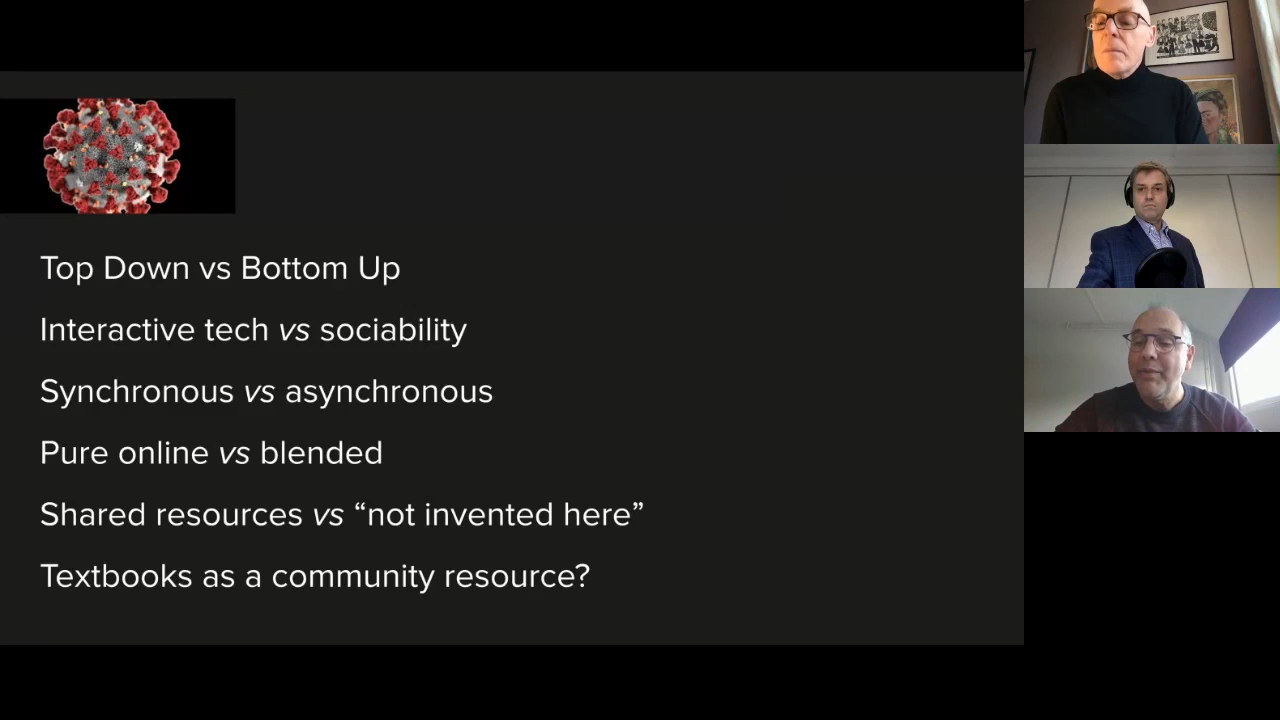 Top Down vs Bottom Up
Interactive tech vs sociability
Synchronous vs asynchronous
Pure online vs blended
Shared resources vs “not invented here”
Textbooks as a community resource?